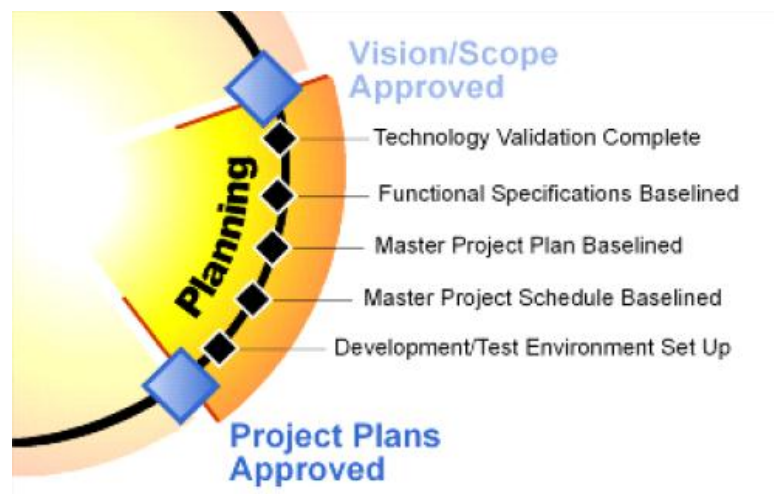 Vision/Scope
Approved
Technology Validation Complete
Functional Specifications Baselined
Master Project Plan Baselined
Master Project Schedule Baselined
Development/Test Environment Set Up
Planning
Project Plans
Approved